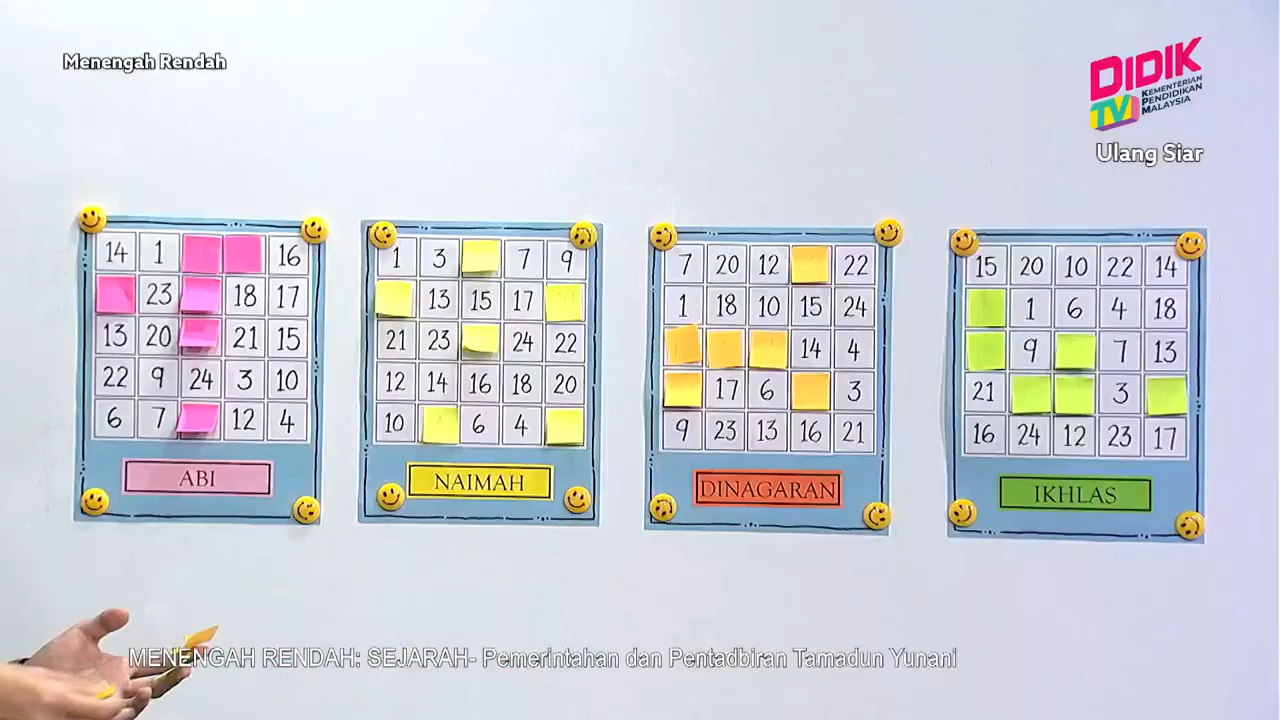 Menengah Rendah
DIDIK
TV
KEMENTERIAN
PENDIDIKAN
MALAYSIA
Ulang Siar
14 1 16
23 18 17
13 20 21 15
22 9 24 3 10
6 7 12 4
ABI
1 3 7 9
13 15 17
21 23 24 22
12 14 16 18 20
10 6 4
NAIMAH
7 20 12 22
1 18 10 15 24
14 4
17 6 3
9 23 13 16 21
DINAGARAN
15 20 10 22 14
1 6 4 18
9 7 13
21 3
16 24 12 23 17
IKHLAS
MENENGAH RENDAH: SEJARAH- Pemerintahan dan Pentadbiran Tamadun Yunani